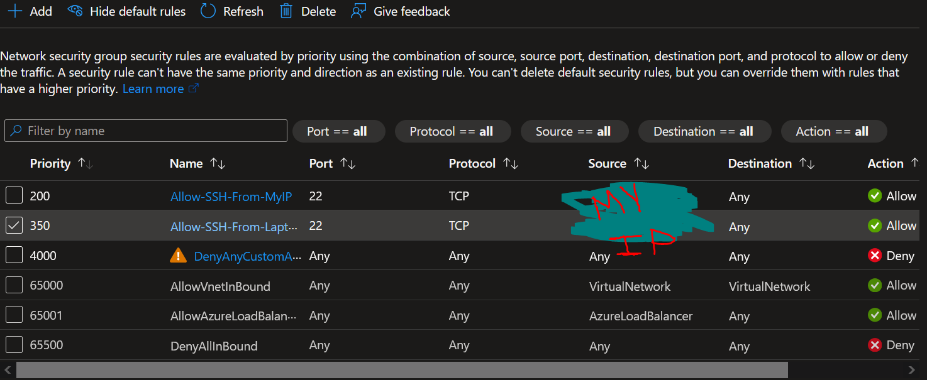 Add Hide default rules Refresh Delete Give feedback
Network security group security rules are evaluated by priority using the combination of source, source port, destination, destination port, and protocol to allow or deny
the traffic. A security rule can't have the same priority and direction as an existing rule. You can't delete default security rules, but you can override them with rules that
have a higher priority. Learn more
Filter by name Port == all Protocol == all Source == all Destination == all Action == all
Priority Name Port Protocol Source Destination Action
200 Allow-SSH-From-MyIP 22 TCP MY Any Allow
350 Allow-SSH-From-Lapt... 22 TCP IP Any Allow
4000 DenyAnyCustomA... Any Any Any Any Deny
65000 AllowVnetInBound Any Any VirtualNetwork VirtualNetwork Allow
65001 AllowAzureLoadBalan... Any Any AzureLoadBalancer Any Allow
65500 DenyAllInBound Any Any Any Any Deny